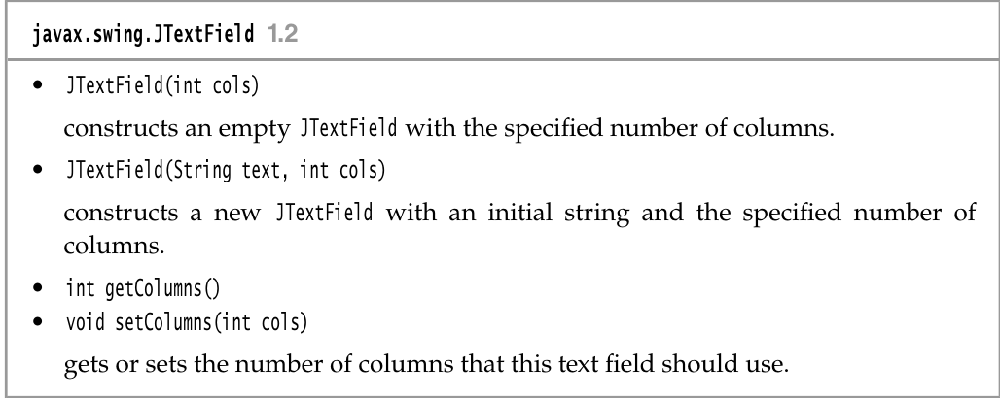 javax.swing.JTextField 1.2
• JTextField(int cols)
constructs an empty JTextField with the specified number of columns.
• JTextField(String text, int cols)
constructs a new JTextField with an initial string and the specified number of
columns.
• int getColumns()
• void setColumns(int cols)
gets or sets the number of columns that this text field should use.